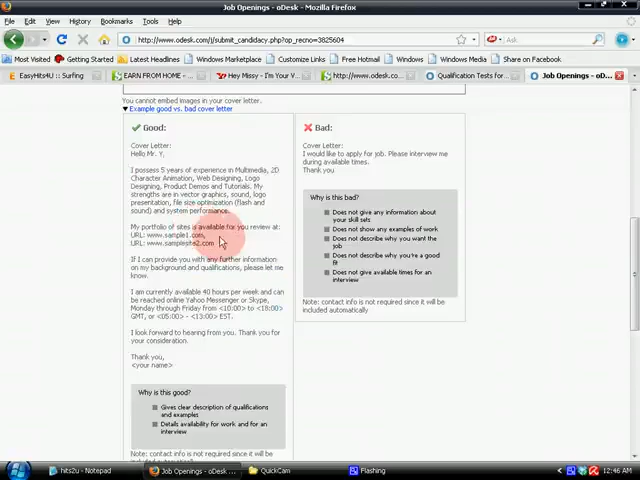 Job Openings - oDesk - Mozilla Firefox
File Edit View History Bookmarks Tools Help
http://www.odesk.com/j/submit_candidacy.php?op_recno=3825604
Ask
Most Visited Getting Started Latest Headlines Windows Marketplace Customize Links Free Hotmail Windows Media Windows Share on Facebook
EasyHits4U :: Surfing EARN FROM HOME -... Hey Missy - I'm Your V... http://www.odesk.co... Qualification Tests for ... Job Openings - oD...
You cannot embed images in your cover letter.
Example good vs. bad cover letter
Good:
Cover Letter:
Hello Mr. Y,
I possess 5 years of experience in Multimedia, 2D
Character Animation, Web Designing, Logo
Designing, Product Demos and Tutorials. My
strengths are in vector graphics, sound, logo
presentation, file size optimization (flash and
sound) and system performance.
My portfolio of sites is available for you review at:
URL: www.sample1.com,
URL: www.samplesite2.com
If I can provide you with any further information
on my background and qualifications, please let me
know.
I am currently available 40 hours per week and can
be reached online Yahoo Messenger or Skype,
Monday through Friday from <10:00> to <18:00>
GMT, or <05:00> - <13:00> EST.
I look forward to hearing from you. Thank you for
your consideration.
Thank you,
<your name>
Why is this good?
Gives clear description of qualifications
and examples
Details availability for work and for an
interview
Note: contact info is not required since it will be
Bad:
Cover Letter:
I would like to apply for job. Please interview me
during available times.
Thank you
Why is this bad?
Does not give any information about
your skill sets
Does not show any examples of work
Does not describe why you want the
job
Does not describe why you're a good
fit
Does not give available times for an
interview
Note: contact info is not required since it will be
included automatically
hits2u - Notepad Job Openings - oDesk ... QuickCam Flashing 12:46 AM